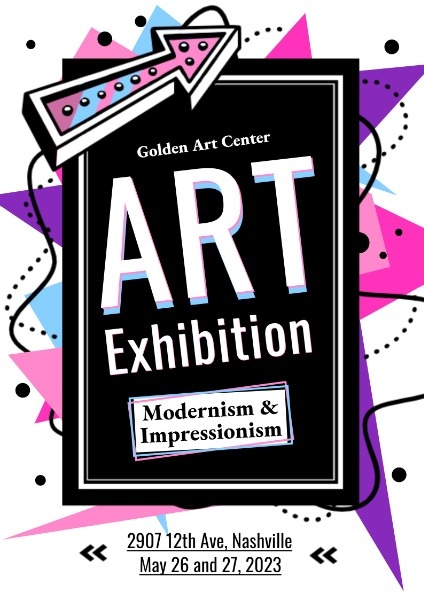 Golden Art Center
ART
Exhibition
Modernism &
Impressionism
2907 12th Ave, Nashville
May 26 and 27, 2023